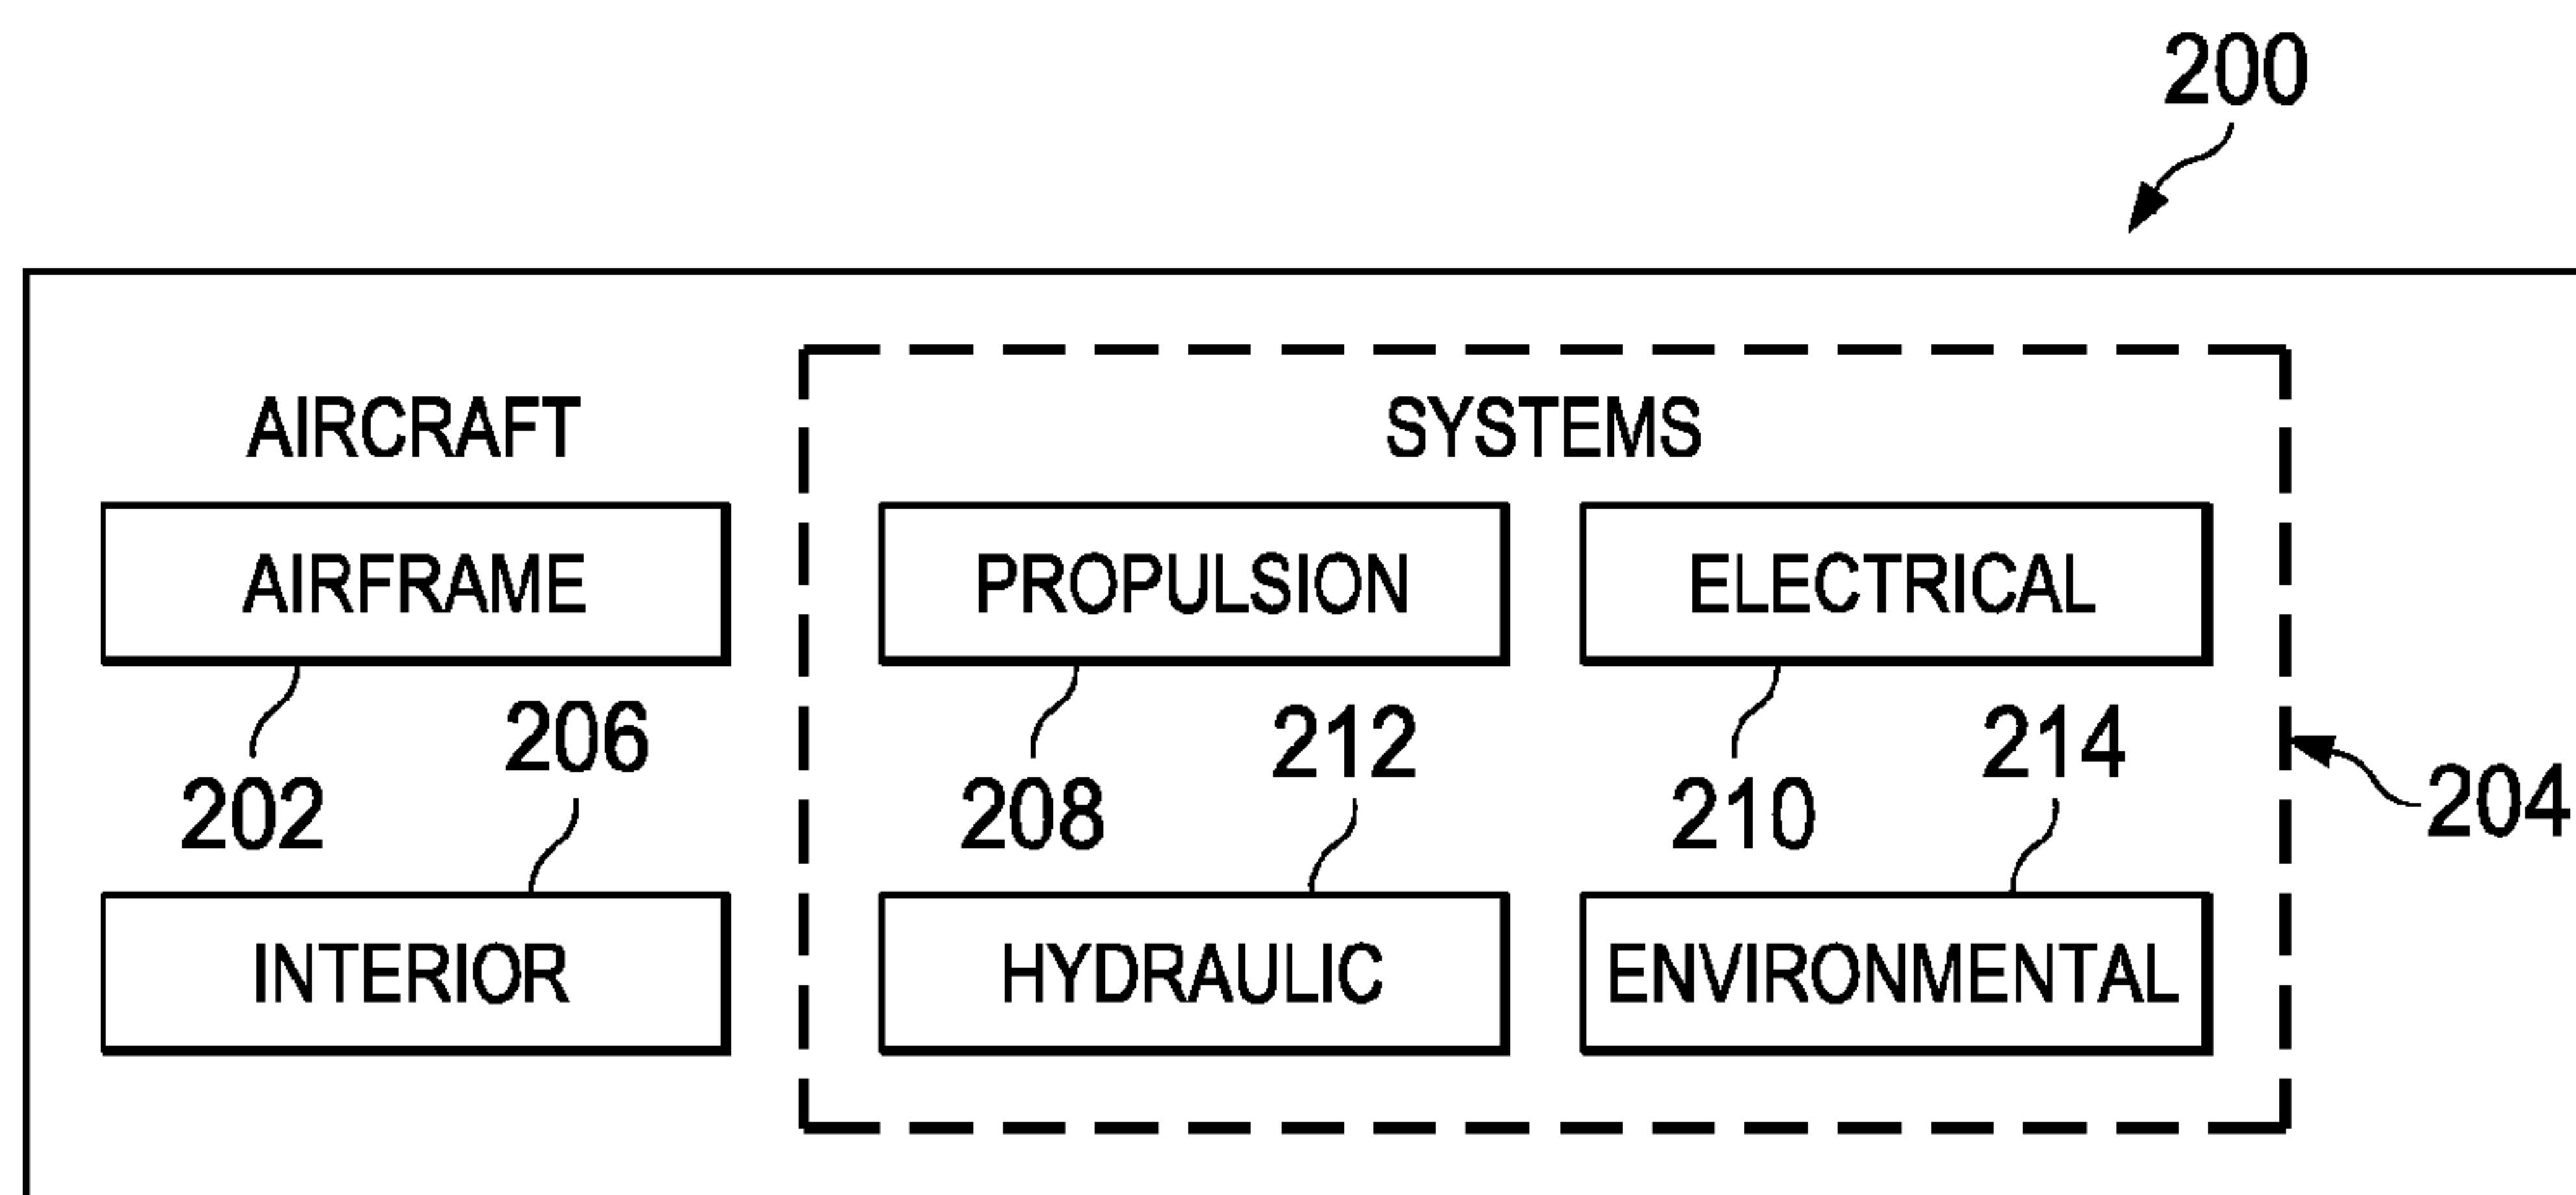 200
AIRCRAFT
SYSTEMS
AIRFRAME
PROPULSION
ELECTRICAL
202
206
208
212
210
214
204
INTERIOR
HYDRAULIC
ENVIRONMENTAL